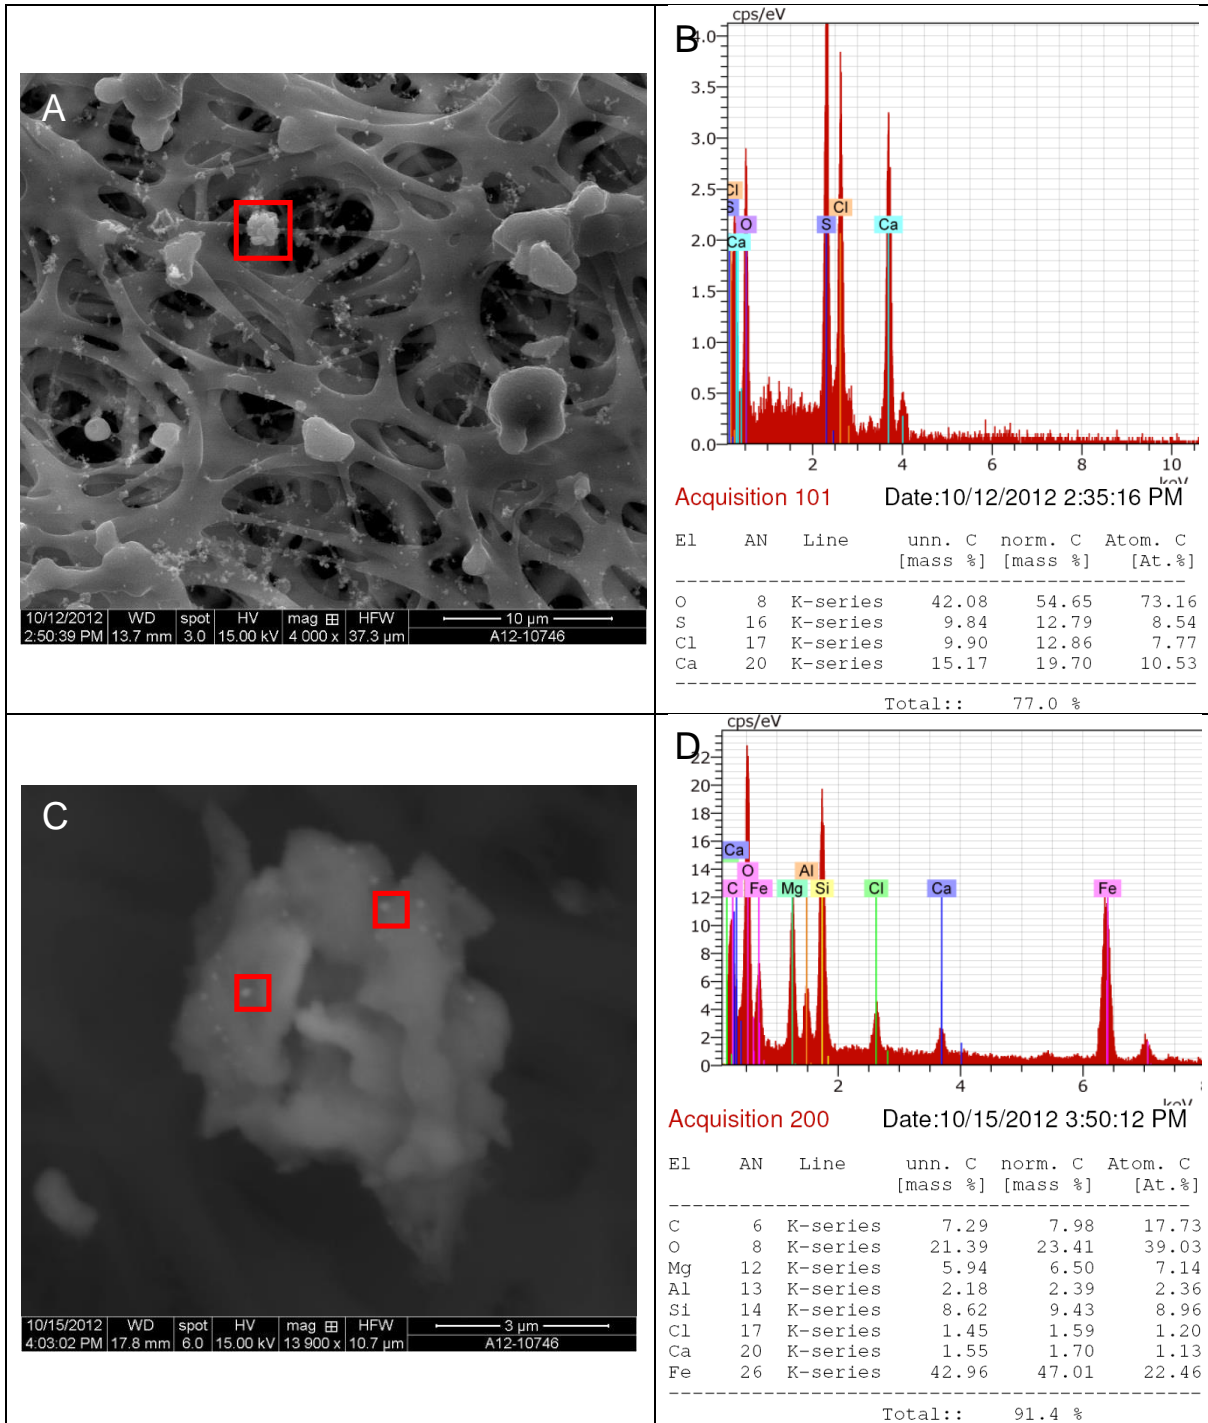 A
10/12/2012 WD spot HV mag ⊞ HFW 10 µm
2:50:39 PM 13.7 mm 3.0 15.00 kV 4 000 x 37.3 µm A12-10746
B
cps/eV
4.0
3.5
3.0
2.5
2.0
1.5
1.0
0.5
0.0
Cl
S
O
Ca
S
Cl
Ca
2 4 6 8 10
keV
Acquisition 101 Date:10/12/2012 2:35:16 PM
El AN Line unn. C norm. C Atom. C
[mass %] [mass %] [At.%]
O 8 K-series 42.08 54.65 73.16
S 16 K-series 9.84 12.79 8.54
Cl 17 K-series 9.90 12.86 7.77
Ca 20 K-series 15.17 19.70 10.53
Total:: 77.0 %
C
10/15/2012 WD spot HV mag ⊞ HFW 3 µm
4:03:02 PM 17.8 mm 6.0 15.00 kV 13 900 x 10.7 µm A12-10746
D
cps/eV
22
20
18
16
14
12
10
8
6
4
2
0
Ca
O Al
C Fe Mg Si Cl Ca Fe
2 4 6
keV
Acquisition 200 Date:10/15/2012 3:50:12 PM
El AN Line unn. C norm. C Atom. C
[mass %] [mass %] [At.%]
C 6 K-series 7.29 7.98 17.73
O 8 K-series 21.39 23.41 39.03
Mg 12 K-series 5.94 6.50 7.14
Al 13 K-series 2.18 2.39 2.36
Si 14 K-series 8.62 9.43 8.96
Cl 17 K-series 1.45 1.59 1.20
Ca 20 K-series 1.55 1.70 1.13
Fe 26 K-series 42.96 47.01 22.46
Total:: 91.4 %